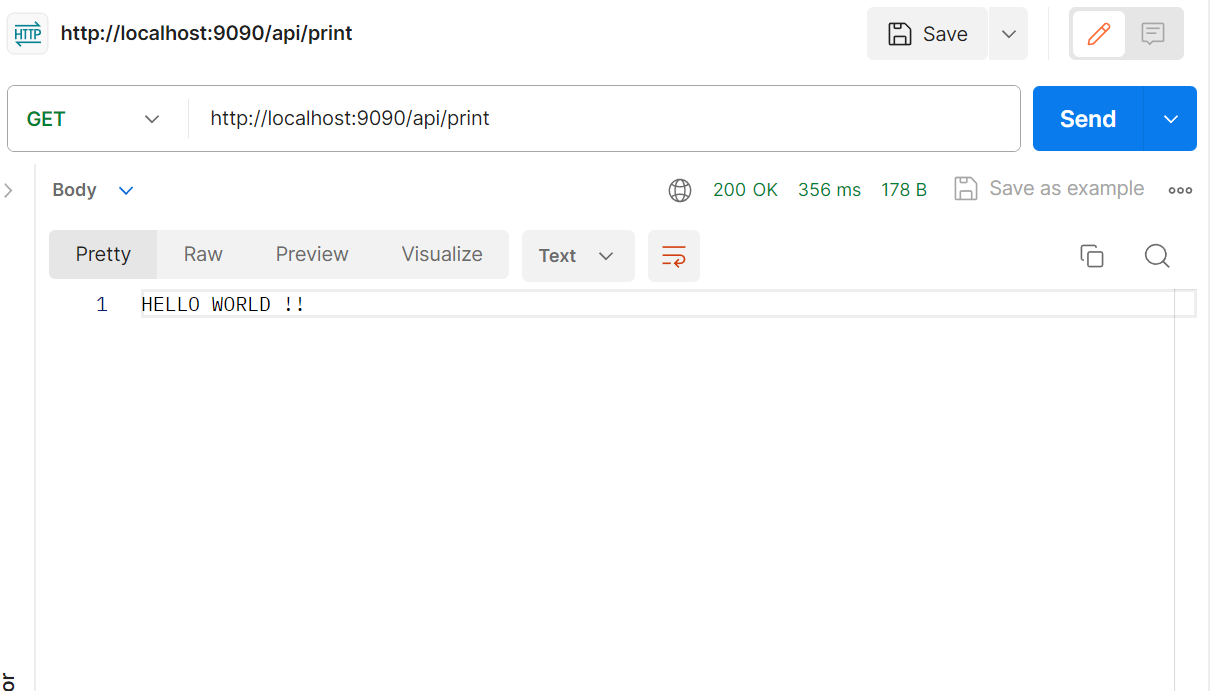 HTTP http://localhost:9090/api/print Save
GET http://localhost:9090/api/print Send
Body 200 OK 356 ms 178 B Save as example
Pretty Raw Preview Visualize Text
1 HELLO WORLD !!
or